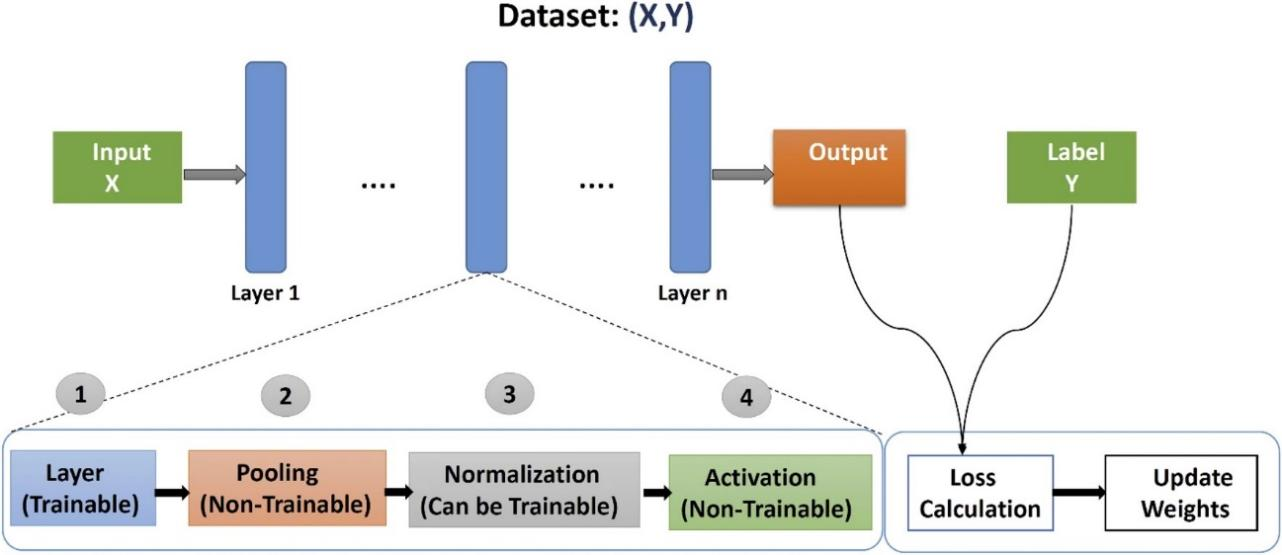 Dataset: (X,Y)
Input
X
....
....
Output
Label
Y
Layer 1
Layer n
1
2
3
4
Layer
(Trainable)
Pooling
(Non-Trainable)
Normalization
(Can be Trainable)
Activation
(Non-Trainable)
Loss
Calculation
Update
Weights